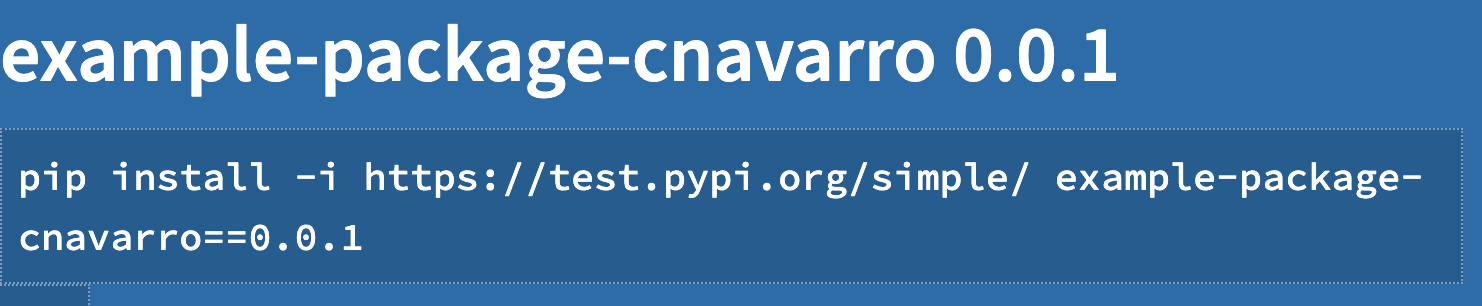 example-package-cnavarro 0.0.1
pip install -i https://test.pypi.org/simple/ example-package-
cnavarro==0.0.1